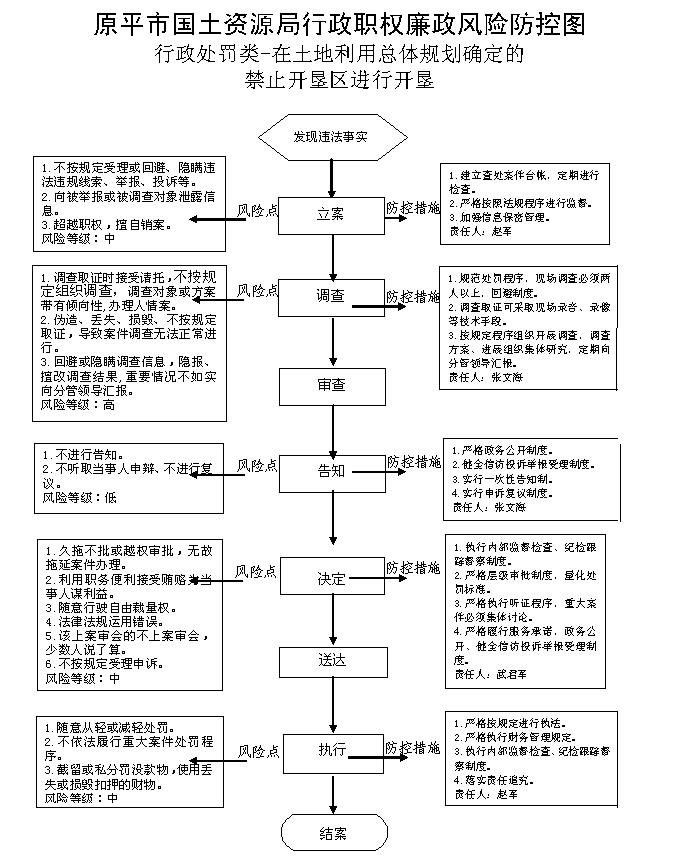 原平市国土资源局行政职权廉政风险防控图
行政处罚类-在土地利用总体规划确定的
禁止开垦区进行开垦
发现违法事实
1.不按规定受理或回避、隐瞒违
法违规线索、举报、投诉等。
2.向被举报或被调查对象泄露信
息。
3.超越职权，擅自销案。
风险等级：中
风险点
立案
防控措施
1.建立查处案件台帐，定期进行
检查。
2.严格按照法规程序进行监督。
3.加强信息保密管理。
责任人：赵军
1.调查取证时接受请托，不按规
定组织调查，调查对象或方案
带有倾向性,办理人情案。
2.伪造、丢失、损毁、不按规定
取证，导致案件调查无法正常进
行。
3.回避或隐瞒调查信息，隐报、
擅改调查结果,重要情况不如实
向分管领导汇报。
风险等级：高
风险点
调查
防控措施
1.规范处罚程序，现场调查必须两
人以上，回避制度。
2.调查取证可采取现场录音、录像
等技术手段。
3.按规定程序组织开展调查，调查
方案、进展组织集体研究，定期向
分管领导汇报。
责任人：张文海
审查
1.不进行告知。
2.不听取当事人申辩、不进行复
议。
风险等级：低
风险点
告知
防控措施
1.严格政务公开制度。
2.健全信访投诉举报受理制度。
3.实行一次性告知制。
4.实行申诉复议制度。
责任人：张文海
1.久拖不批或越权审批，无故
拖延案件办理。
2.利用职务便利接受贿赂为当
事人谋利益。
3.随意行驶自由裁量权。
4.法律法规运用错误。
5.该上案审会的不上案审会，
少数人说了算。
6.不按规定受理申诉。
风险等级：中
风险点
决定
防控措施
1.执行内部监督检查、纪检跟
踪督察制度。
2.严格层级审批制度，量化处
罚标准。
3.严格执行听证程序，重大案
件必须集体讨论。
4.严格履行服务承诺，政务公
开、健全信访投诉举报受理制
度。
责任人：武君军
送达
1.随意从轻或减轻处罚。
2.不依法履行重大案件处罚程
序。
3.截留或私分罚没款物,使用丢
失或损毁扣押的财物。
风险等级：中
风险点
执行
防控措施
1.严格按规定进行执法。
2.严格执行财务管理规定。
3.执行内部监督检查、纪检跟踪督
察制度。
4.落实责任追究。
责任人：赵军
结案